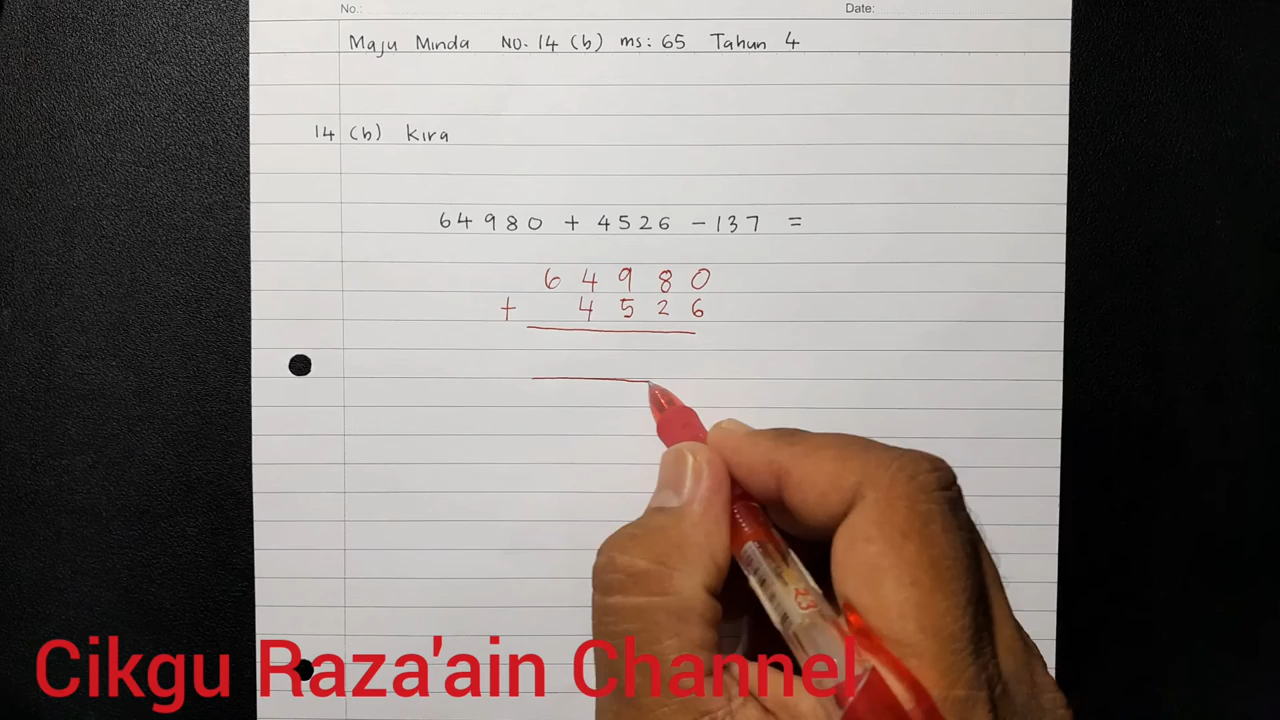 No.: Date:
Maju Minda No. 14 (b) ms: 65 Tahun 4
14 (b) Kira
64980 + 4526 - 137 =
6 4 9 8 0
+ 4 5 2 6
23
Cikgu Raza'ain Channel